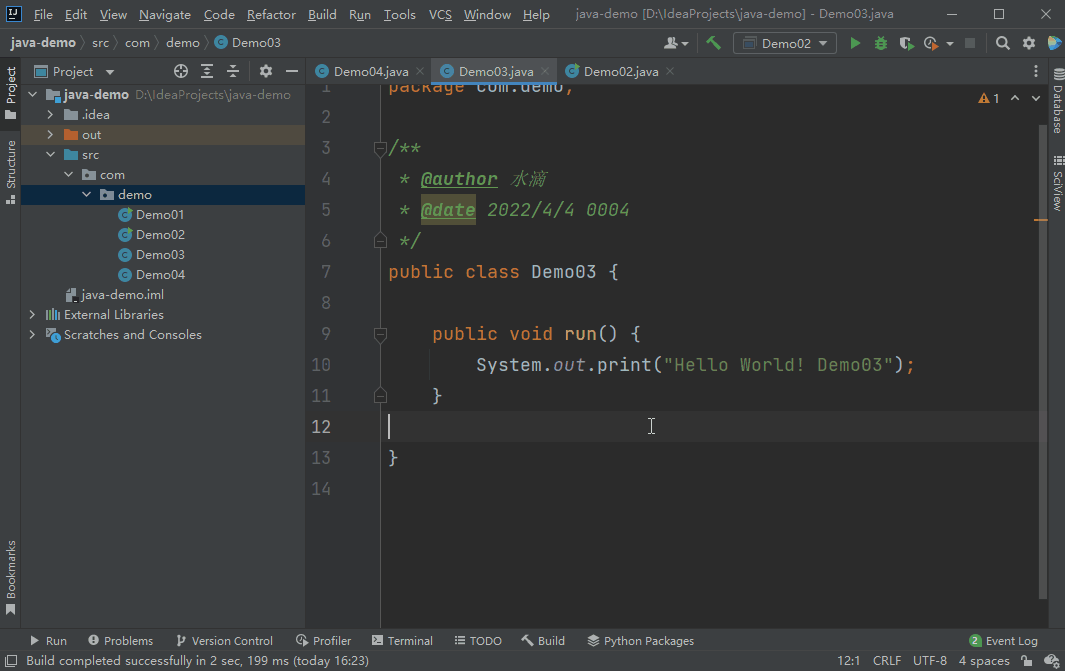 File Edit View Navigate Code Refactor Build Run Tools VCS Window Help java-demo [D:\IdeaProjects\java-demo] - Demo03.java
java-demo src com demo Demo03 Demo02
Project
Demo04.java Demo03.java Demo02.java
Project
Structure
Bookmarks
java-demo D:\IdeaProjects\java-demo
.idea
out
src
com
demo
Demo01
Demo02
Demo03
Demo04
java-demo.iml
External Libraries
Scratches and Consoles
1 package com.demo;
2
3 /**
4 * @author 水滴
5 * @date 2022/4/4 0004
6 */
7 public class Demo03 {
8
9 public void run() {
10 System.out.print("Hello World! Demo03");
11 }
12
13 }
14
1
Database
SciView
Run Problems Version Control Profiler Terminal TODO Build Python Packages 2 Event Log
Build completed successfully in 2 sec, 199 ms (today 16:23) 12:1 CRLF UTF-8 4 spaces